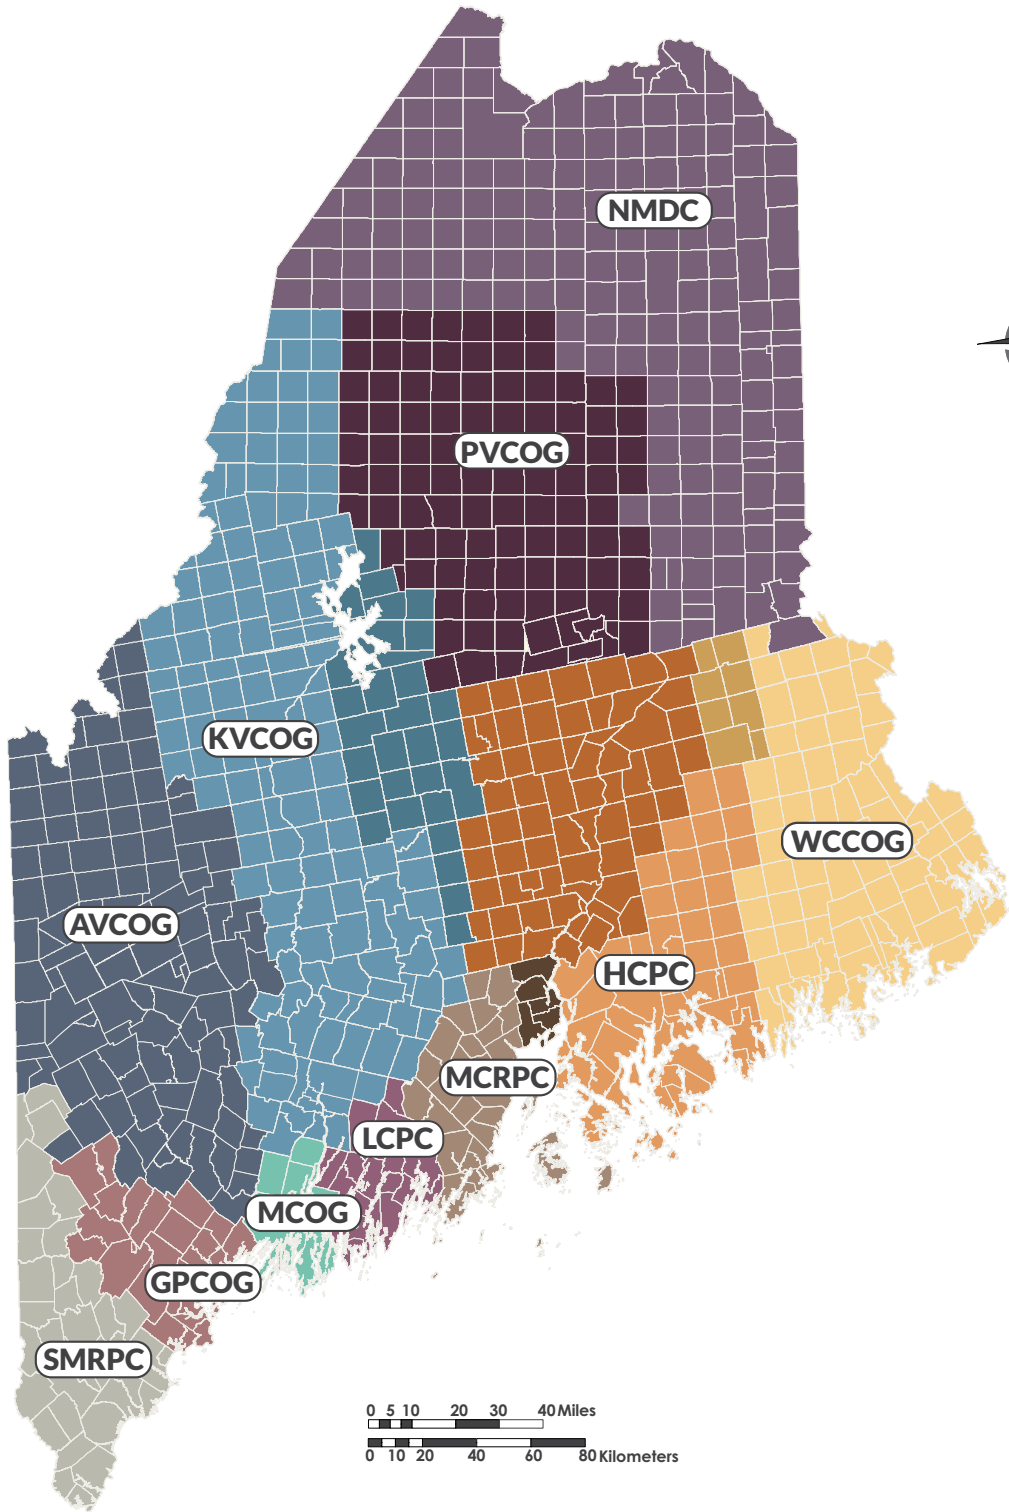 NMDC
PVCOG
KVCOG
WCCOG
AVCOG
HCPC
MCRPC
LCPC
MCOG
GPCOG
SMRPC
0 5 10 20 30 40 Miles
0 10 20 40 60 80 Kilometers